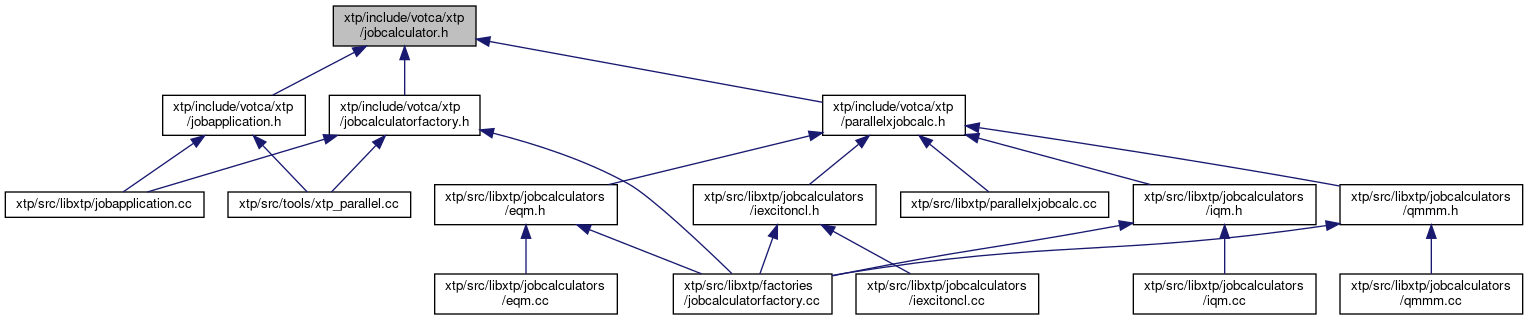 xtp/include/votca/xtp
/jobcalculator.h
xtp/include/votca/xtp
/jobapplication.h
xtp/include/votca/xtp
/jobcalculatorfactory.h
xtp/include/votca/xtp
/parallelxjobcalc.h
xtp/src/libxtp/jobapplication.cc
xtp/src/tools/xtp_parallel.cc
xtp/src/libxtp/jobcalculators
/eqm.h
xtp/src/libxtp/jobcalculators
/iexcitoncl.h
xtp/src/libxtp/parallelxjobcalc.cc
xtp/src/libxtp/jobcalculators
/iqm.h
xtp/src/libxtp/jobcalculators
/qmmm.h
xtp/src/libxtp/jobcalculators
/eqm.cc
xtp/src/libxtp/factories
/jobcalculatorfactory.cc
xtp/src/libxtp/jobcalculators
/iexcitoncl.cc
xtp/src/libxtp/jobcalculators
/iqm.cc
xtp/src/libxtp/jobcalculators
/qmmm.cc